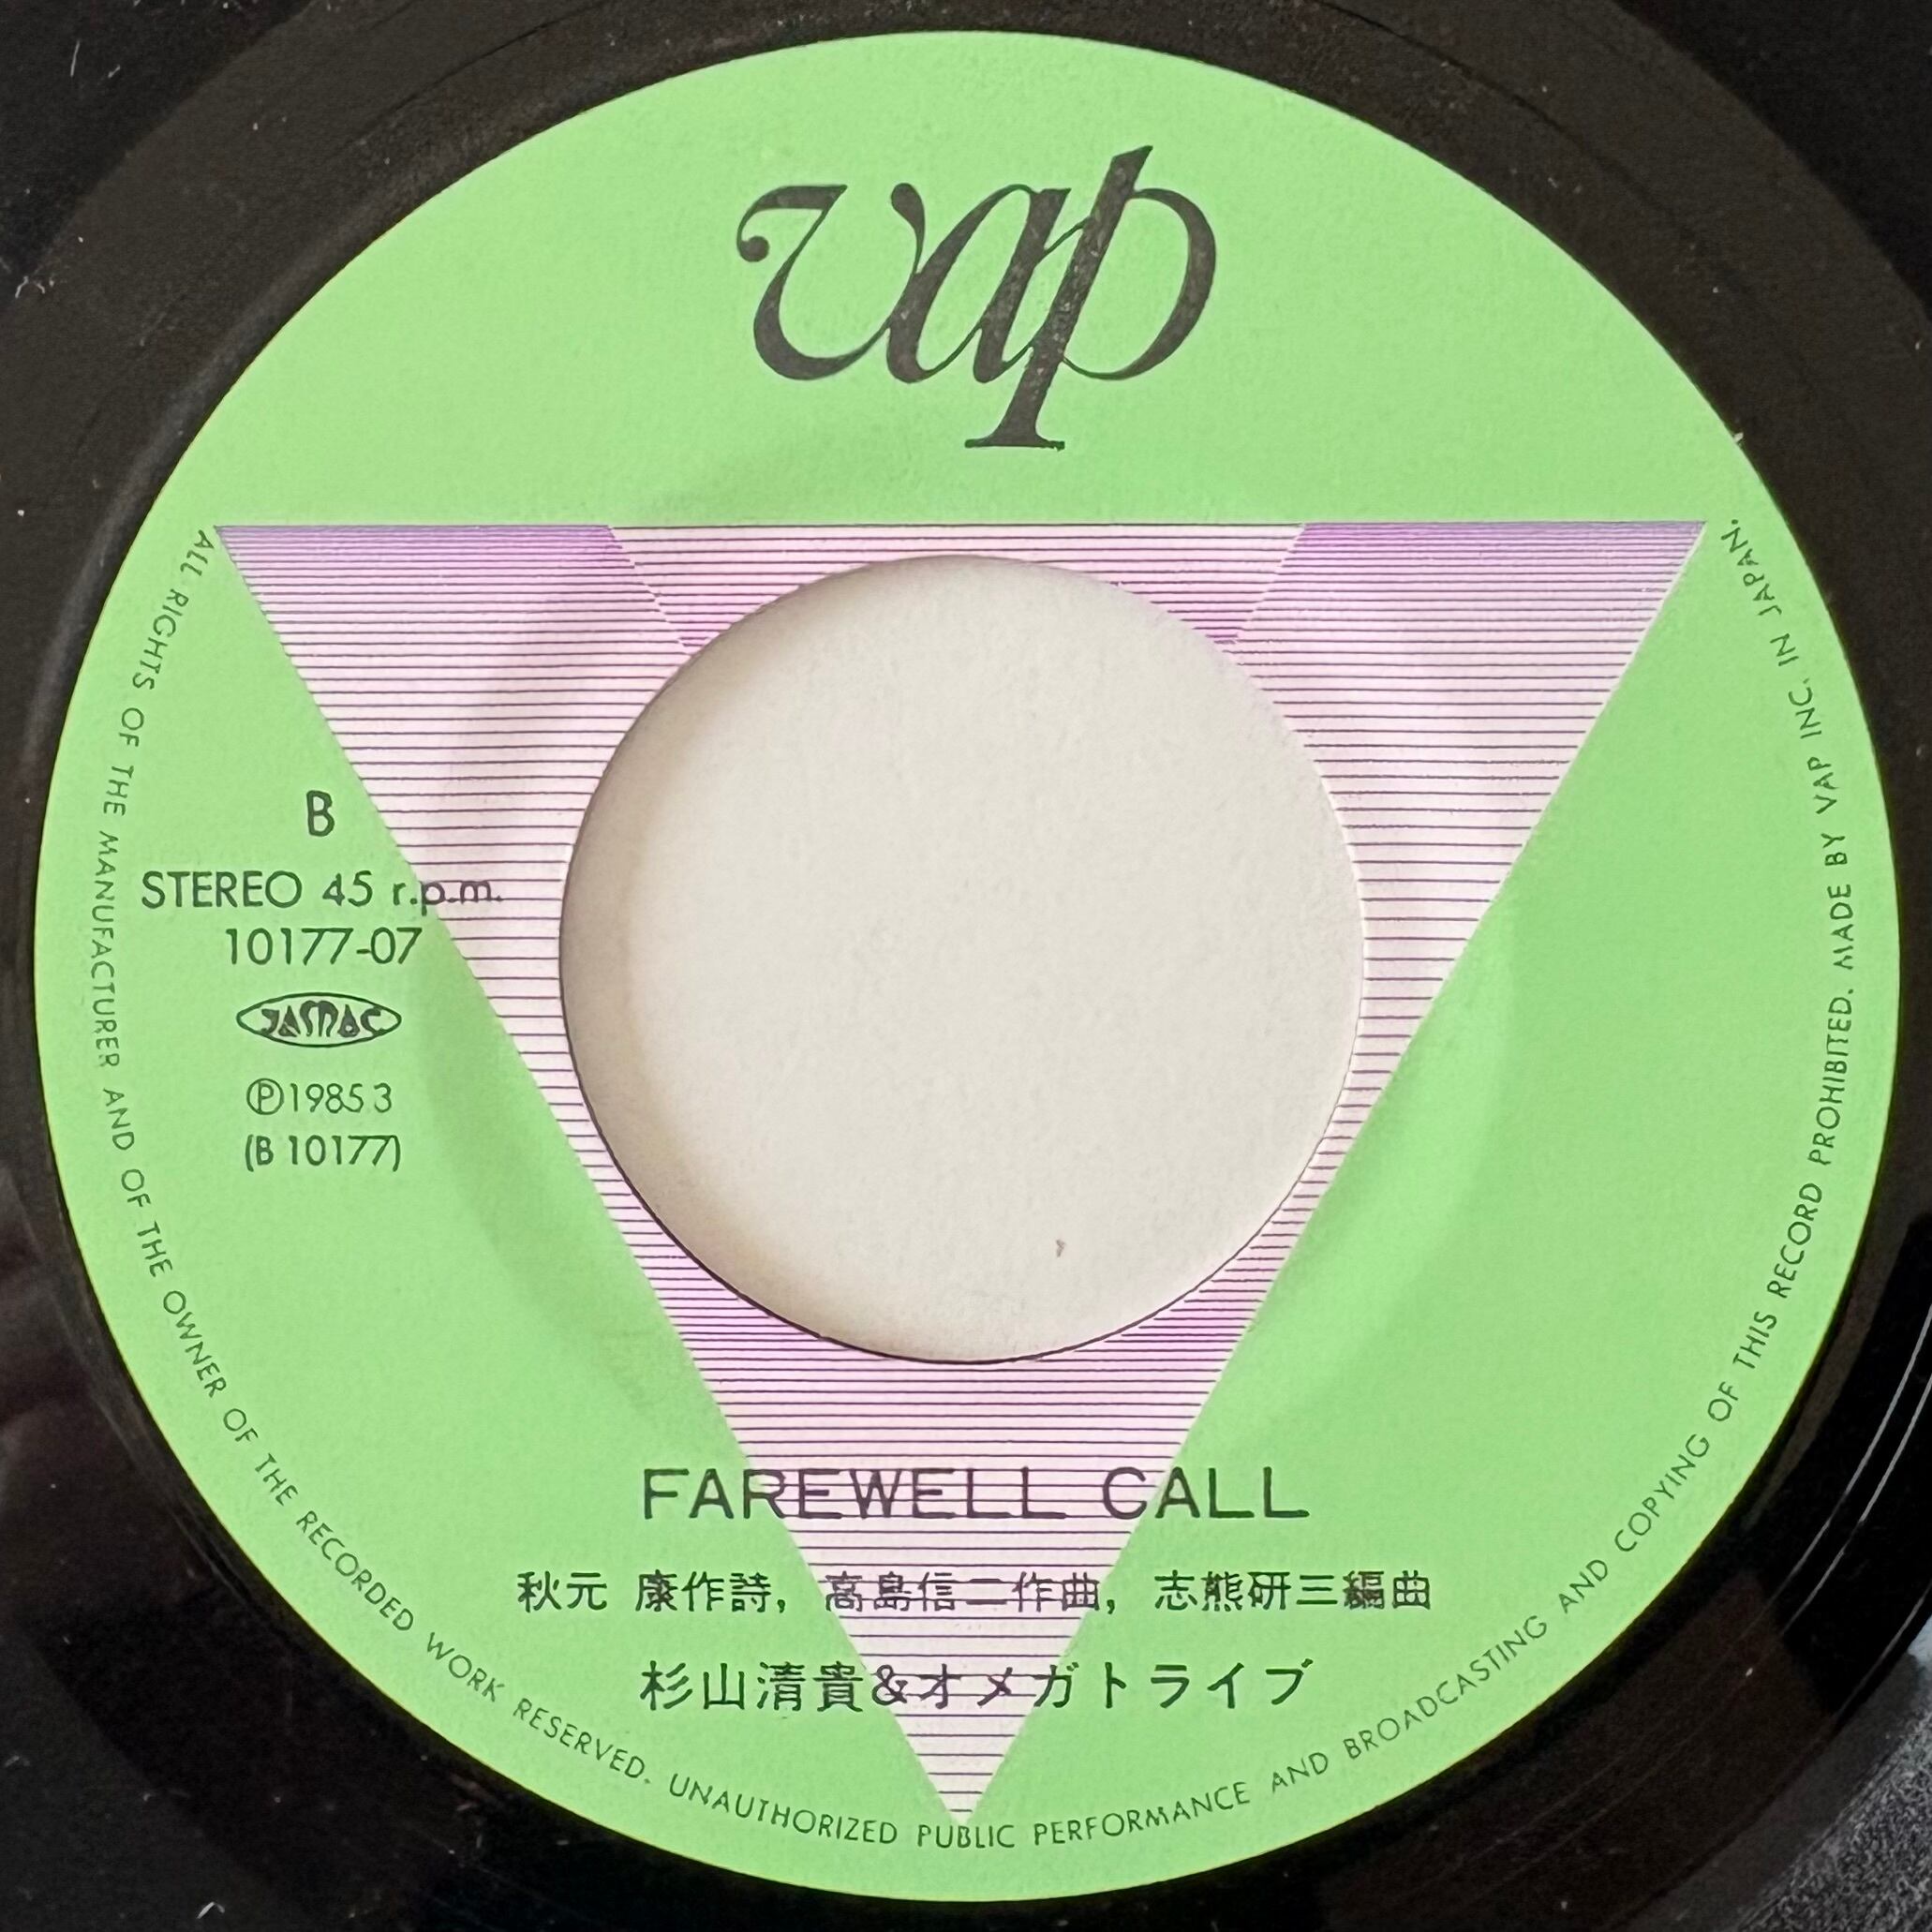 vap
B
STEREO 45 r.p.m.
10177-07
JASRAC
Ⓟ1985 3
(B 10177)
FAREWELL CALL
秋元 康作詩, 高島信二作曲, 志熊研三編曲
杉山清貴&オメガトライブ
ALL RIGHTS OF THE MANUFACTURER AND OF THE OWNER OF THE RECORDED WORK RESERVED. UNAUTHORIZED PUBLIC PERFORMANCE AND BROADCASTING AND COPYING OF THIS RECORD PROHIBITED. MADE BY VAP INC. IN JAPAN.